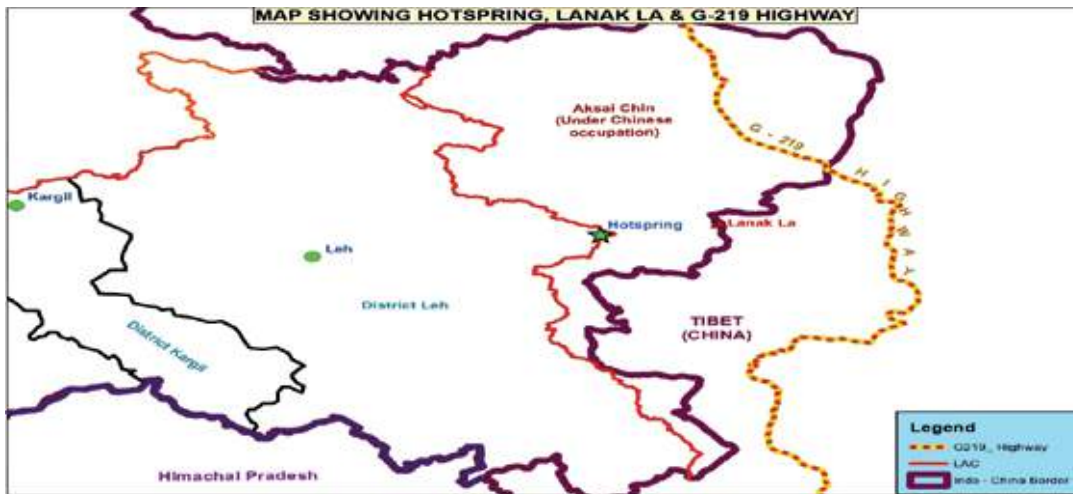 MAP SHOWING HOTSPRING, LANAK LA & G-219 HIGHWAY
Aksai Chin
(Under Chinese
occupation)
G - 219
HIGHWAY
Kargil
Hotspring
Lanak La
Leh
District Leh
TIBET
(CHINA)
District Kargil
Himachal Pradesh
Legend
G219_ Highway
LAC
Indo - China Border